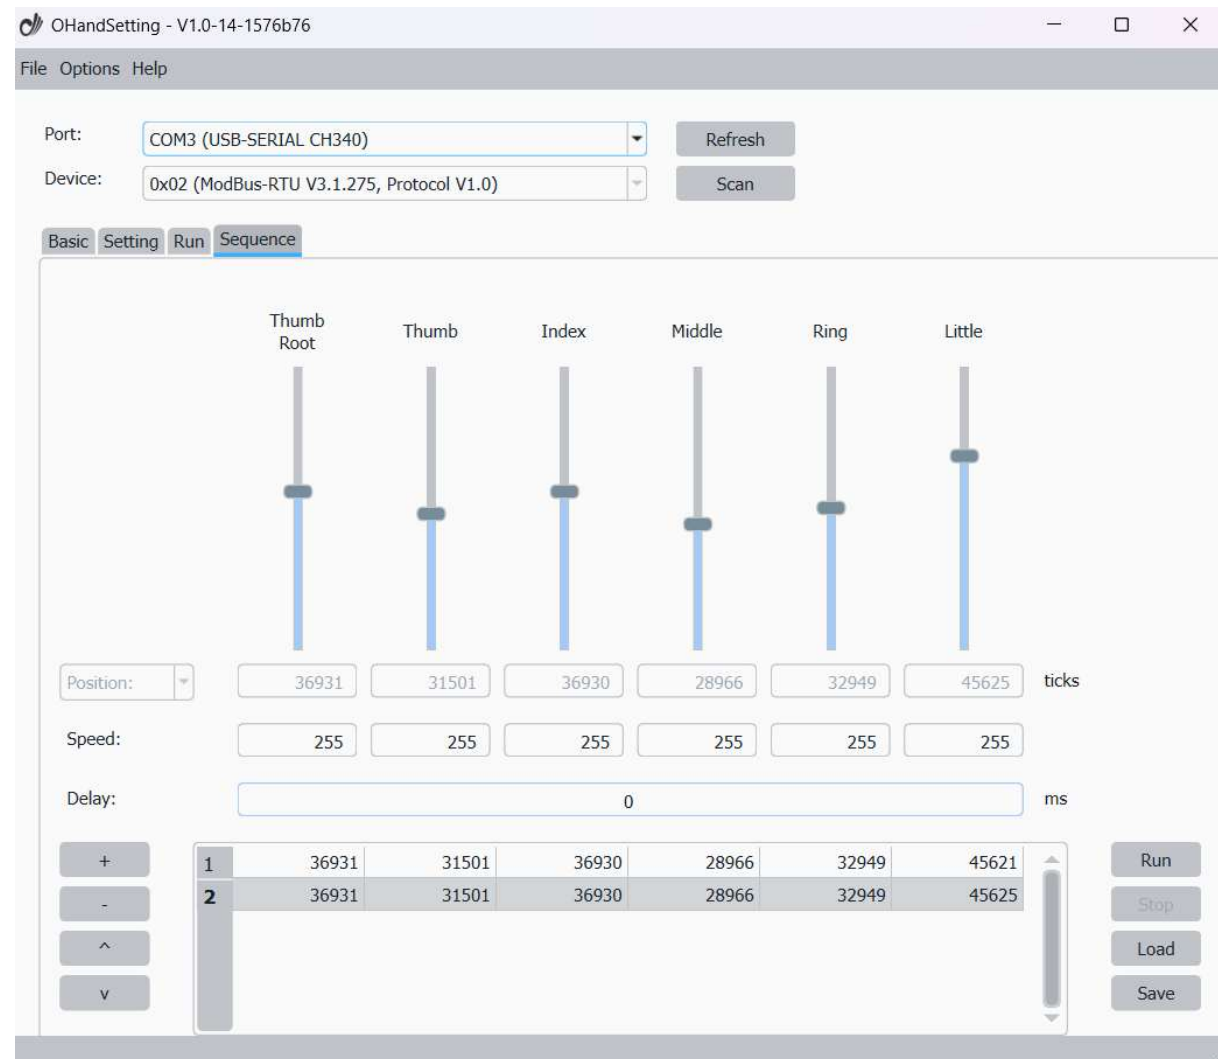 OHandSetting - V1.0-14-1576b76
File Options Help
Port: COM3 (USB-SERIAL CH340) Refresh
Device: 0x02 (ModBus-RTU V3.1.275, Protocol V1.0) Scan
Basic Setting Run Sequence
Thumb Root Thumb Index Middle Ring Little
Position: 36931 31501 36930 28966 32949 45625 ticks
Speed: 255 255 255 255 255 255
Delay: 0 ms
+ 1 36931 31501 36930 28966 32949 45621 Run
- 2 36931 31501 36930 28966 32949 45625 Stop
^ Load
v Save